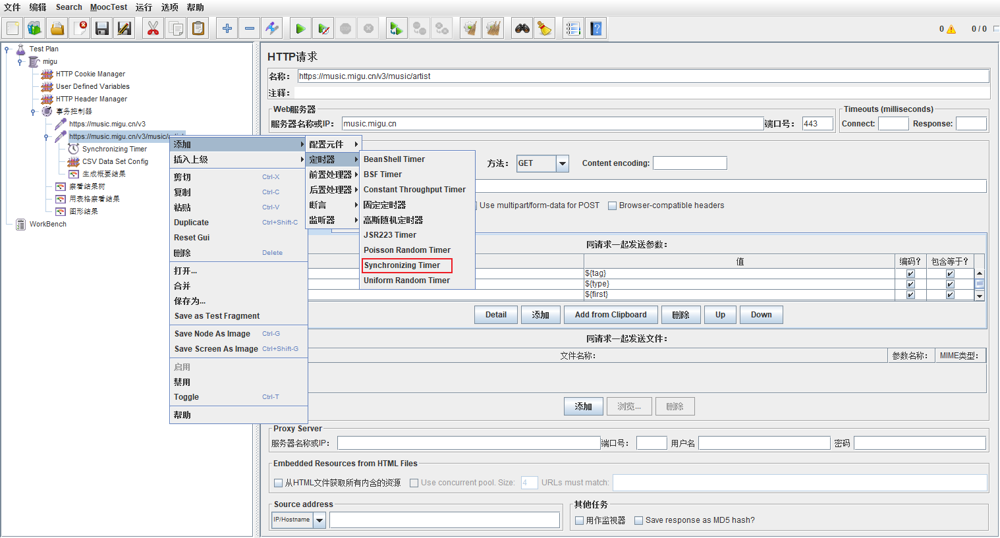 文件 编辑 Search MoocTest 运行 选项 帮助
0 0 / 0
Test Plan
migu
HTTP Cookie Manager
User Defined Variables
HTTP Header Manager
事务控制器
https://music.migu.cn/v3
https://music.migu.cn/v3/music/artist
Synchronizing Timer
CSV Data Set Config
生成概要结果
察看结果树
用表格察看结果
图形结果
WorkBench
添加
插入上级
剪切 Ctrl-X
复制 Ctrl-C
粘贴 Ctrl-V
Duplicate Ctrl+Shift-C
Reset Gui
删除 Delete
打开...
合并
保存为...
Save as Test Fragment
Save Node As Image Ctrl-G
Save Screen As Image Ctrl+Shift-G
启用
禁用
Toggle Ctrl-T
帮助
配置元件
定时器
前置处理器
后置处理器
断言
监听器
BeanShell Timer
BSF Timer
Constant Throughput Timer
固定定时器
高斯随机定时器
JSR223 Timer
Poisson Random Timer
Synchronizing Timer
Uniform Random Timer
HTTP请求
名称： https://music.migu.cn/v3/music/artist
注释：
Web服务器
服务器名称或IP： music.migu.cn 端口号： 443
Timeouts (milliseconds)
Connect: Response:
方法： GET Content encoding:
Use multipart/form-data for POST Browser-compatible headers
同请求一起发送参数：
值 编码? 包含等于?
${tag}
${type}
${first}
Detail 添加 Add from Clipboard 删除 Up Down
同请求一起发送文件：
文件名称： 参数名称： MIME类型：
添加 浏览... 删除
Proxy Server
服务器名称或IP： 端口号： 用户名 密码
Embedded Resources from HTML Files
从HTML文件获取所有内含的资源 Use concurrent pool. Size: 4 URLs must match:
Source address
IP/Hostname
其他任务
用作监视器 Save response as MD5 hash?